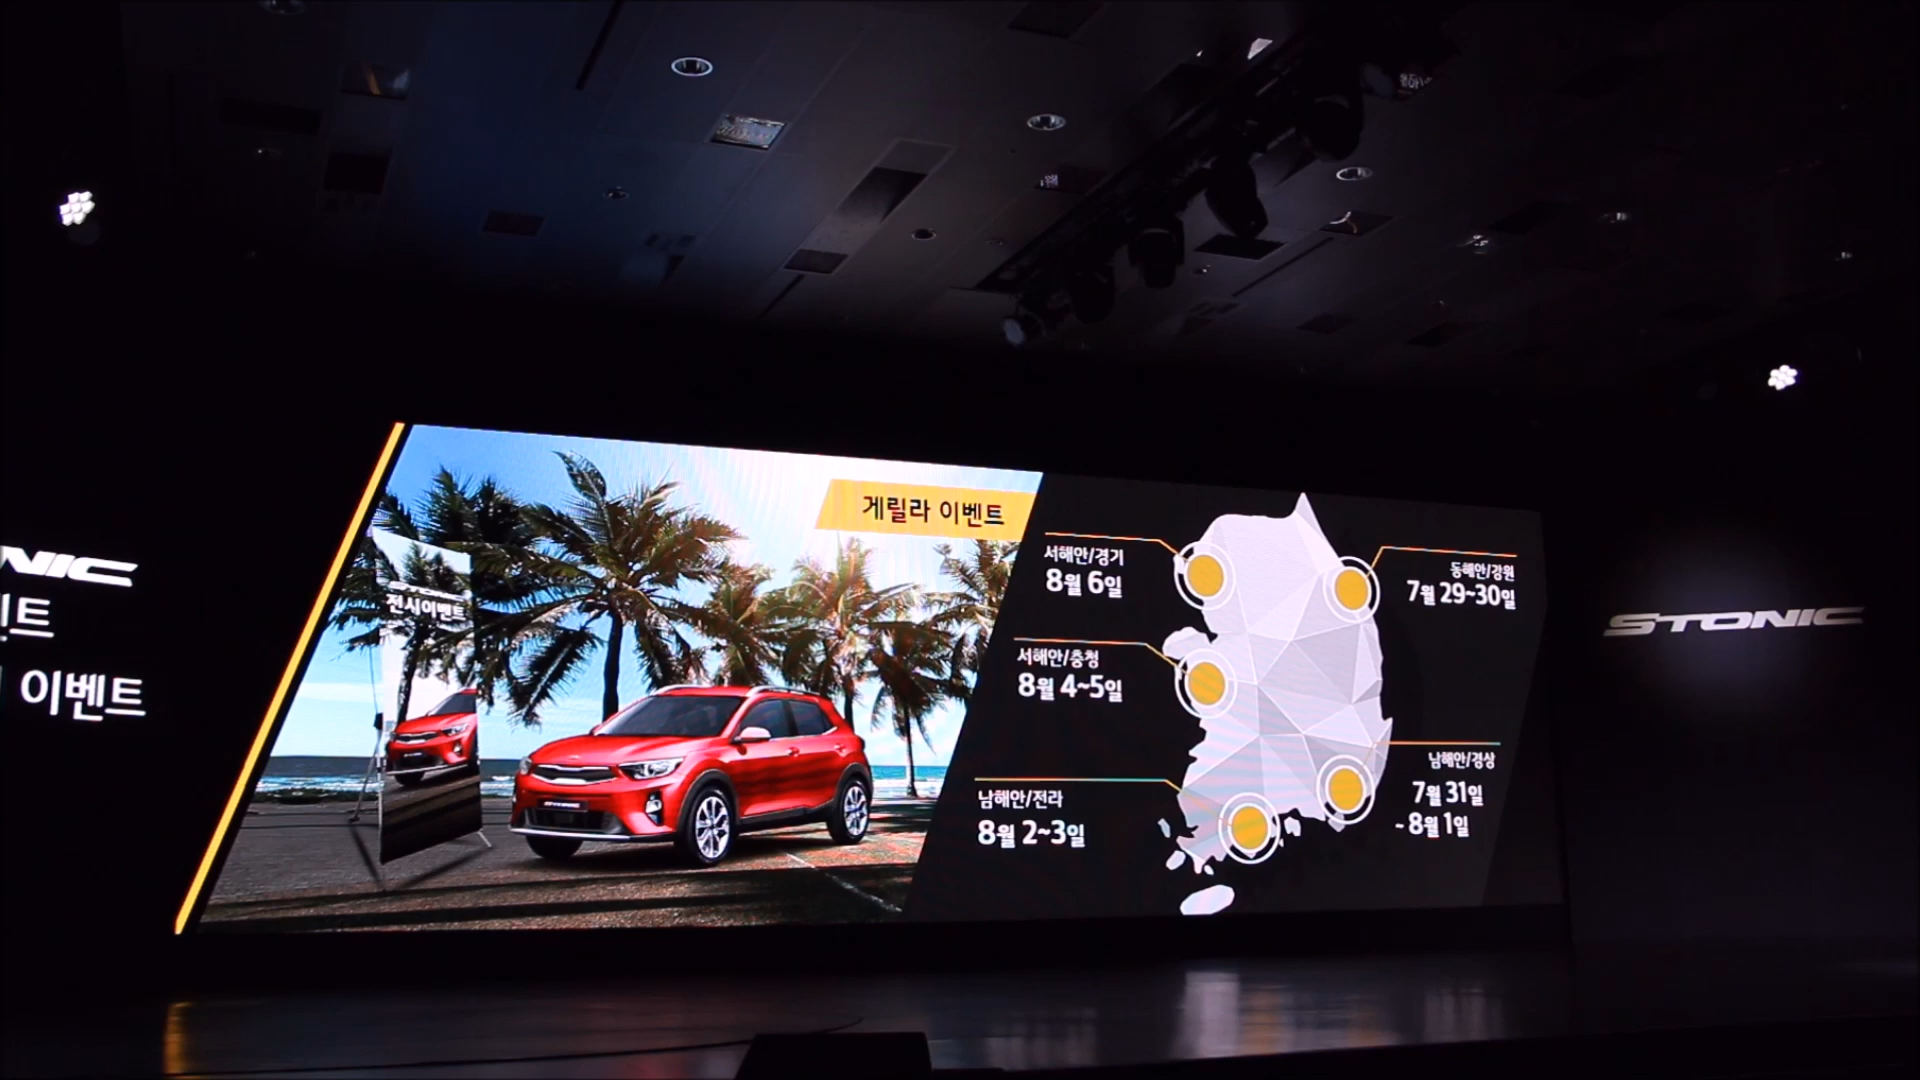 NIC
이벤트
STONIC
전시이벤트
STONIC
게릴라 이벤트
서해안/경기
8월 6일
동해안/강원
7월 29~30일
서해안/충청
8월 4~5일
남해안/경상
7월 31일
- 8월 1일
남해안/전라
8월 2~3일
STONIC